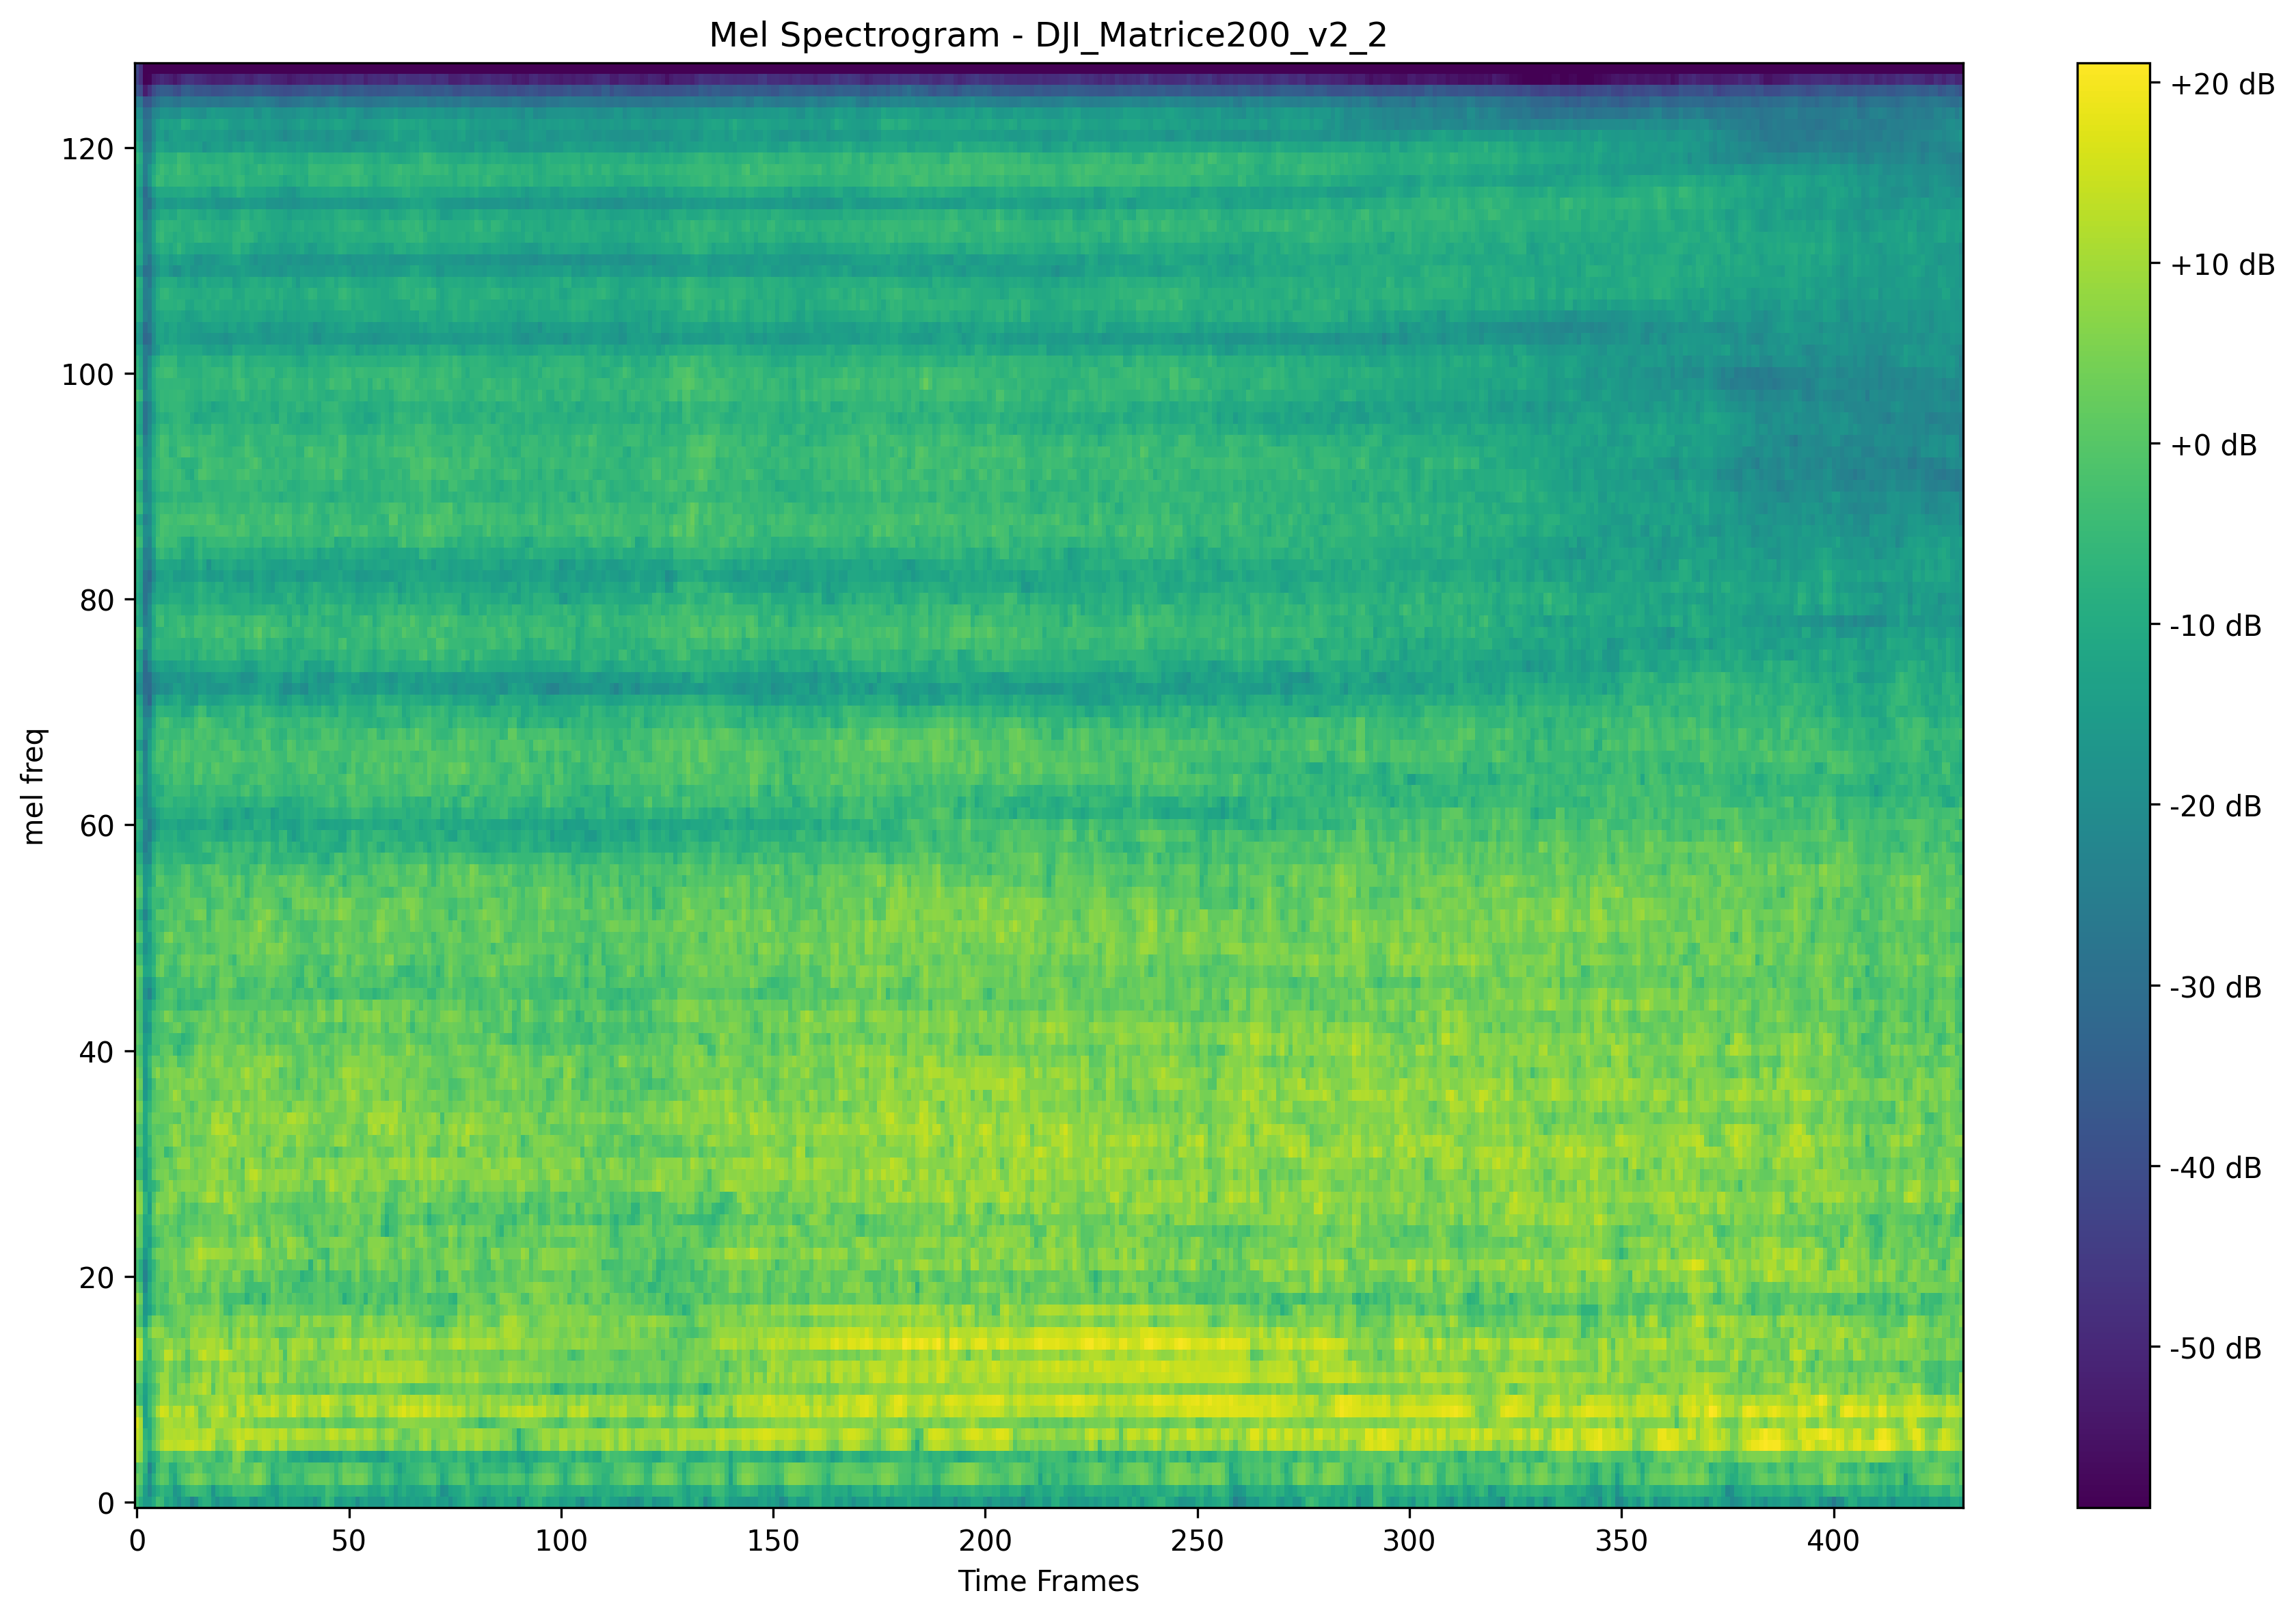 Mel Spectrogram - DJI_Matrice200_v2_2
mel freq
120
100
80
60
40
20
0
0 50 100 150 200 250 300 350 400
Time Frames
+20 dB
+10 dB
+0 dB
-10 dB
-20 dB
-30 dB
-40 dB
-50 dB